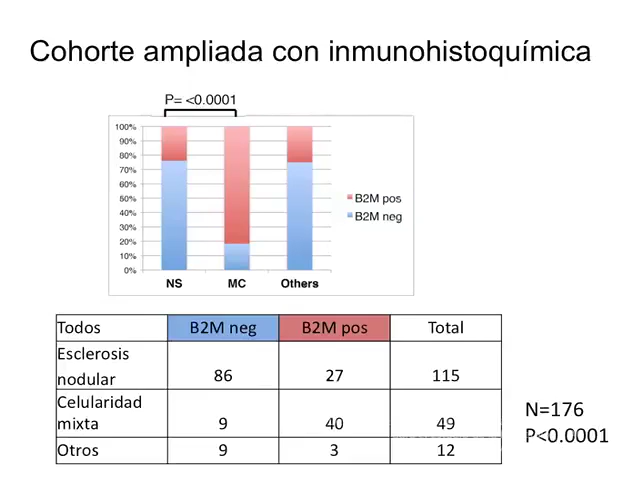 Cohorte ampliada con inmunohistoquímica
P= <0.0001
100%
90%
80%
70%
60%
50%
40%
30%
20%
10%
0%
NS MC Others
B2M pos
B2M neg
Todos B2M neg B2M pos Total
Esclerosis
nodular 86 27 115
Celularidad
mixta 9 40 49
Otros 9 3 12
N=176
P<0.0001